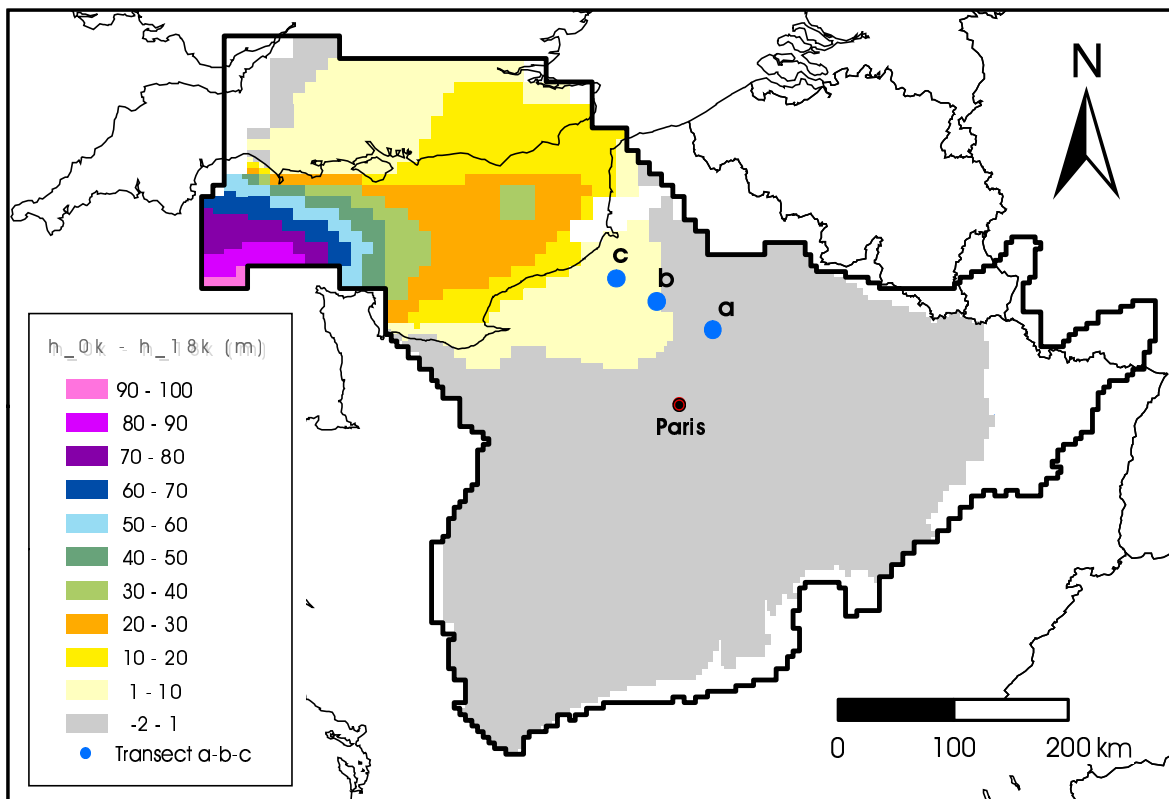 N
c
b
a
Paris
h_0k - h_18k (m)
90 - 100
80 - 90
70 - 80
60 - 70
50 - 60
40 - 50
30 - 40
20 - 30
10 - 20
1 - 10
-2 - 1
Transect a-b-c
0 100 200 km